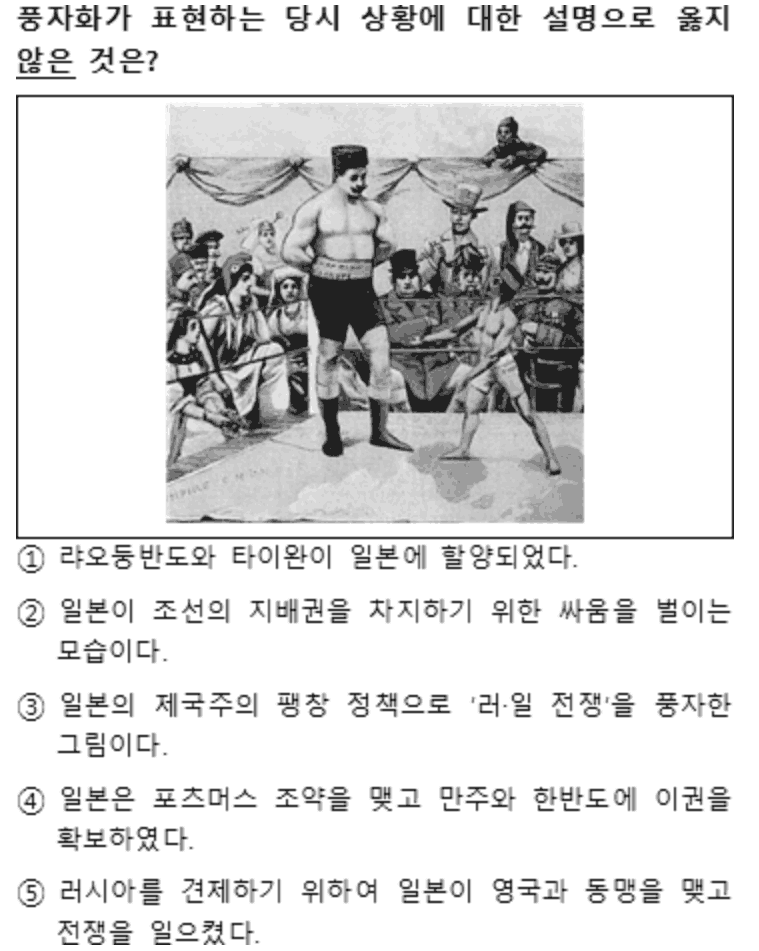 풍자화가 표현하는 당시 상황에 대한 설명으로 옳지
않은 것은?
① 랴오둥반도와 타이완이 일본에 할양되었다.
② 일본이 조선의 지배권을 차지하기 위한 싸움을 벌이는
모습이다.
③ 일본의 제국주의 팽창 정책으로 '러·일 전쟁'을 풍자한
그림이다.
④ 일본은 포츠머스 조약을 맺고 만주와 한반도에 이권을
확보하였다.
⑤ 러시아를 견제하기 위하여 일본이 영국과 동맹을 맺고
전쟁을 일으켰다.